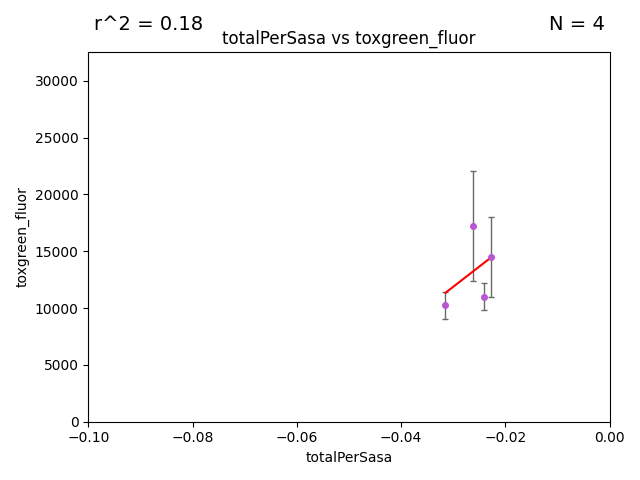 r^2 = 0.18
N = 4
totalPerSasa vs toxgreen_fluor
30000
25000
20000
15000
10000
5000
0
toxgreen_fluor
−0.10 −0.08 −0.06 −0.04 −0.02 0.00
totalPerSasa